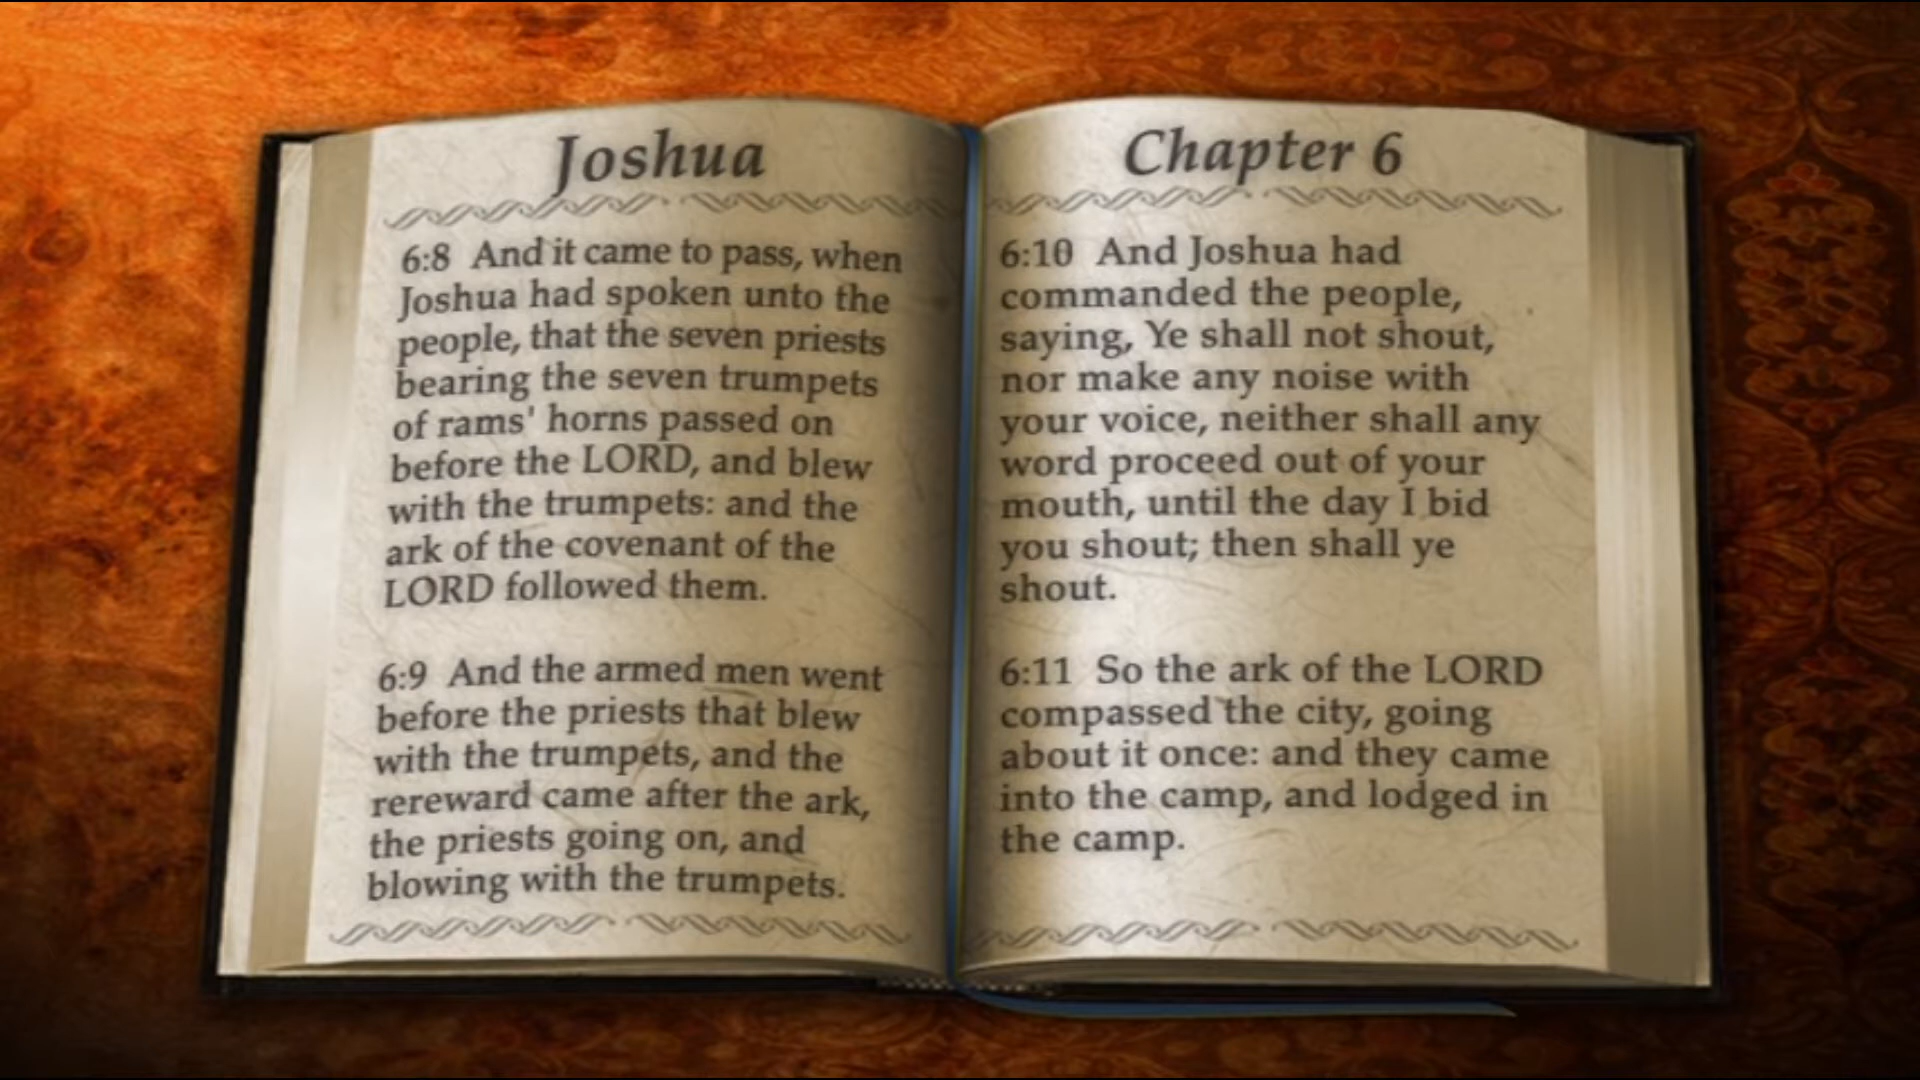 Joshua
6:8 And it came to pass, when
Joshua had spoken unto the
people, that the seven priests
bearing the seven trumpets
of rams' horns passed on
before the LORD, and blew
with the trumpets: and the
ark of the covenant of the
LORD followed them.
6:9 And the armed men went
before the priests that blew
with the trumpets, and the
rereward came after the ark,
the priests going on, and
blowing with the trumpets.
Chapter 6
6:10 And Joshua had
commanded the people,
saying, Ye shall not shout,
nor make any noise with
your voice, neither shall any
word proceed out of your
mouth, until the day I bid
you shout; then shall ye
shout.
6:11 So the ark of the LORD
compassed the city, going
about it once: and they came
into the camp, and lodged in
the camp.